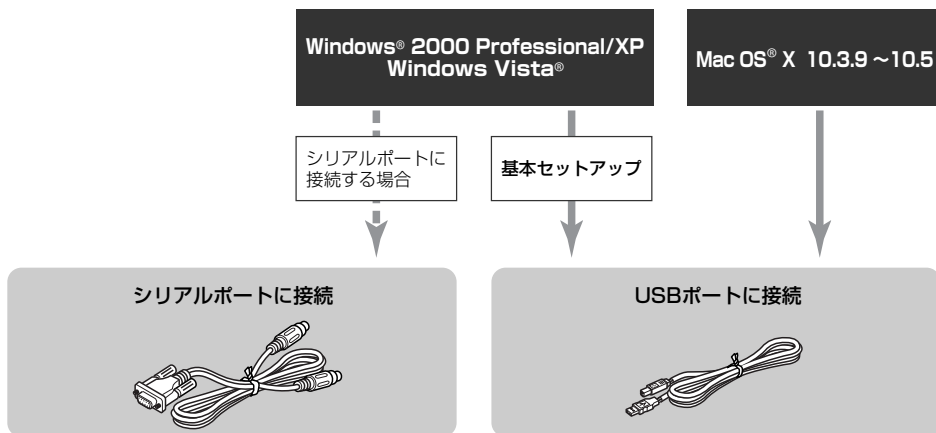 Windows® 2000 Professional/XP
Windows Vista®
Mac OS® X 10.3.9 ~10.5
シリアルポートに
接続する場合
基本セットアップ
シリアルポートに接続
USBポートに接続